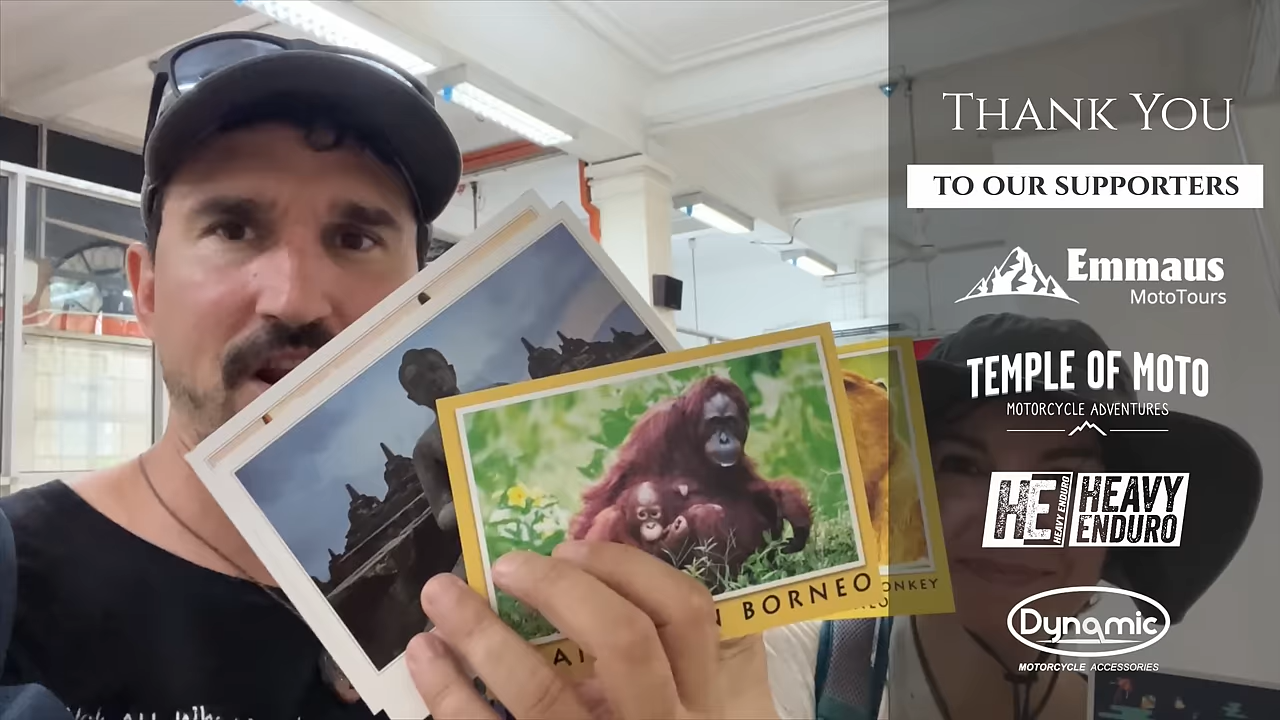 THANK YOU
TO OUR SUPPORTERS
Emmaus
MotoTours
TEMPLE OF MOTO
MOTORCYCLE ADVENTURES
HE HEAVY ENDURO
HEAVY
ENDURO
Dynamic
MOTORCYCLE ACCESSORIES
BORNEO